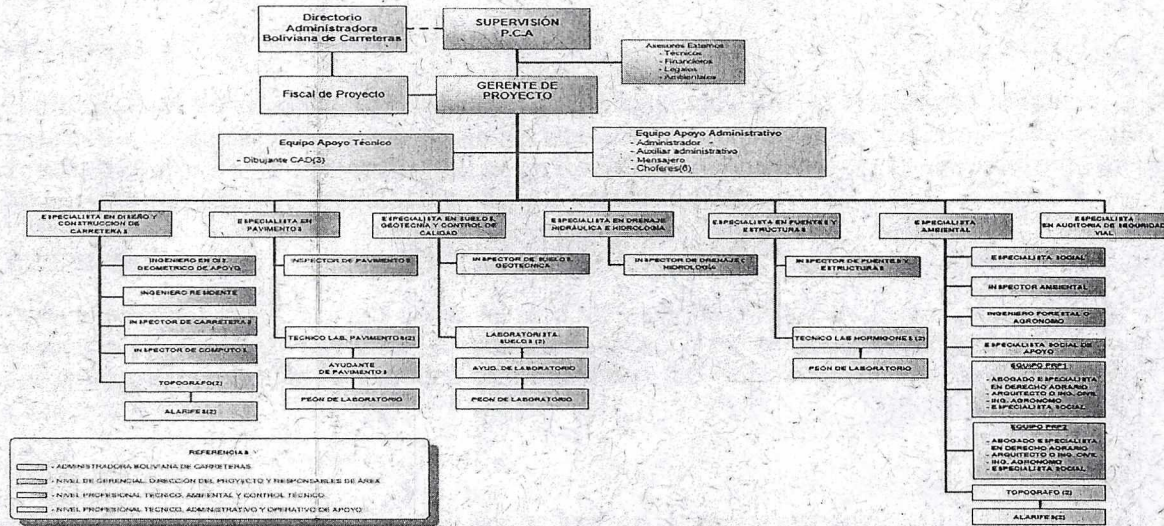 Directorio
Administradora
Boliviana de Carreteras
SUPERVISIÓN
P.C.A
Asesores Externos
- Técnicos
- Financieros
- Legales
- Ambientales
Fiscal de Proyecto
GERENTE DE
PROYECTO
Equipo Apoyo Técnico
- Dibujante CAD(3)
Equipo Apoyo Administrativo
- Administrador -
- Auxiliar administrativo
- Mensajero
- Choferes(6)
ESPECIALISTA EN DISEÑO Y
CONSTRUCCION DE
CARRETERAS
ESPECIALISTA EN
PAVIMENTOS
ESPECIALISTA EN SUELOS,
GEOTECNIA Y CONTROL DE
CALIDAD
ESPECIALISTA EN DRENAJE
HIDRAULICA E HIDROLOGÍA
ESPECIALISTA EN PUENTES Y
ESTRUCTURAS
ESPECIALISTA
AMBIENTAL
ESPECIALISTA
EN AUDITORIA DE SEGURIDAD
VIAL
INGENIERO EN DIS.
GEOMETRICO DE APOYO
INGENIERO RESIDENTE
INSPECTOR DE CARRETERAS
INSPECTOR DE COMPUTOS
TOPOGRAFO(2)
ALARIFES(2)
INSPECTOR DE PAVIMENTOS
TECNICO LAB. PAVIMENTOS(2)
AYUDANTE
DE PAVIMENTOS
PEÓN DE LABORATORIO
INSPECTOR DE SUELOS,
GEOTECNICA
LABORATORISTA
SUELOS (2)
AYUD. DE LABORATORIO
PEÓN DE LABORATORIO
INSPECTOR DE DRENAJE E
HIDROLOGÍA
INSPECTOR DE PUENTES Y
ESTRUCTURAS
TECNICO LAB HORMIGONES (2)
PEÓN DE LABORATORIO
ESPECIALISTA SOCIAL
INSPECTOR AMBIENTAL
INGENIERO FORESTAL O
AGRONOMO
ESPECIALISTA SOCIAL DE
APOYO
EQUIPO PRP1
- ABOGADO ESPECIALISTA
EN DERECHO AGRARIO
- ARQUITECTO O ING. CIVIL
- ING. AGRONOMO
- ESPECIALISTA SOCIAL
EQUIPO PRP2
- ABOGADO ESPECIALISTA
EN DERECHO AGRARIO
- ARQUITECTO O ING. CIVIL
- ING. AGRONOMO
- ESPECIALISTA SOCIAL
TOPOGRAFO (2)
ALARIFES(2)
REFERENCIAS
- ADMINISTRADORA BOLIVIANA DE CARRETERAS
- NIVEL DE GERENCIAL, DIRECCIÓN DEL PROYECTO Y RESPONSABLES DE ÁREA
- NIVEL PROFESIONAL TECNICO, AMBIENTAL Y CONTROL TÉCNICO
- NIVEL PROFESIONAL TECNICO, ADMINISTRATIVO Y OPERATIVO DE APOYO